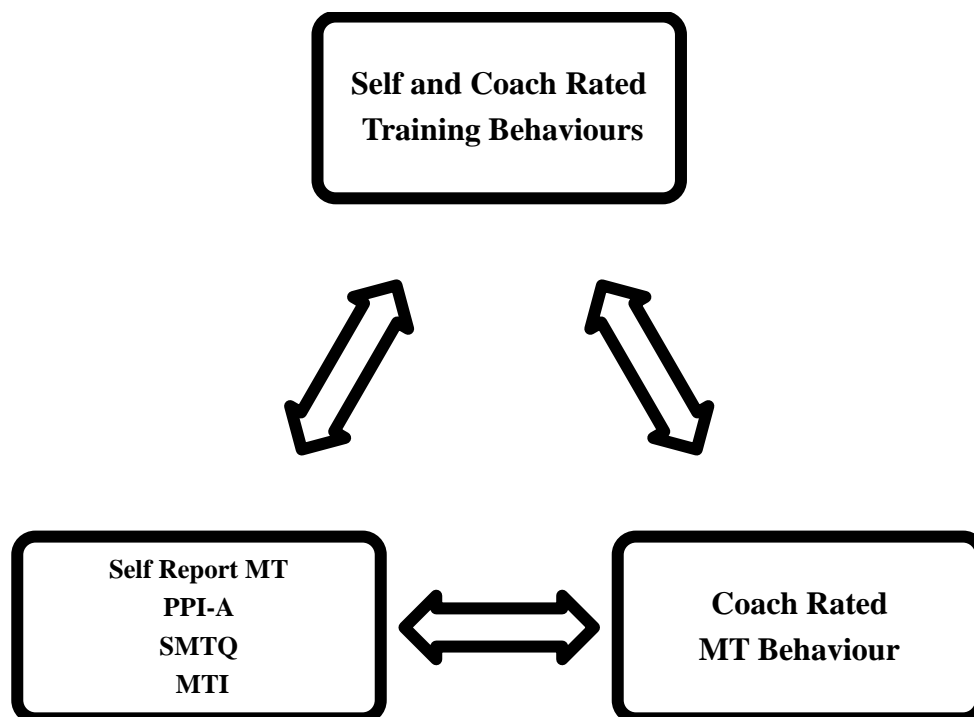 Self and Coach Rated
Training Behaviours
Self Report MT
PPI-A
SMTQ
MTI
Coach Rated
MT Behaviour